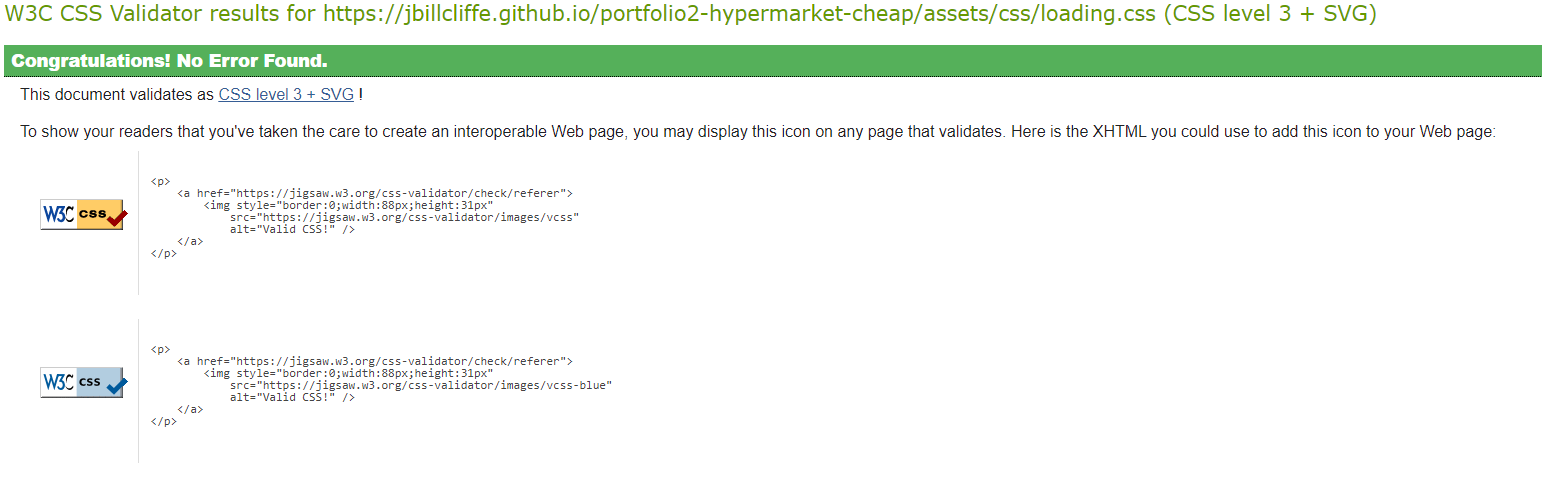 W3C CSS Validator results for https://jbillcliffe.github.io/portfolio2-hypermarket-cheap/assets/css/loading.css (CSS level 3 + SVG)
Congratulations! No Error Found.
This document validates as CSS level 3 + SVG !
To show your readers that you've taken the care to create an interoperable Web page, you may display this icon on any page that validates. Here is the XHTML you could use to add this icon to your Web page:
W3C css
<p>
    <a href="https://jigsaw.w3.org/css-validator/check/referer">
        <img style="border:0;width:88px;height:31px"
            src="https://jigsaw.w3.org/css-validator/images/vcss"
            alt="Valid CSS!" />
    </a>
</p>
W3C css
<p>
    <a href="https://jigsaw.w3.org/css-validator/check/referer">
        <img style="border:0;width:88px;height:31px"
            src="https://jigsaw.w3.org/css-validator/images/vcss-blue"
            alt="Valid CSS!" />
    </a>
</p>